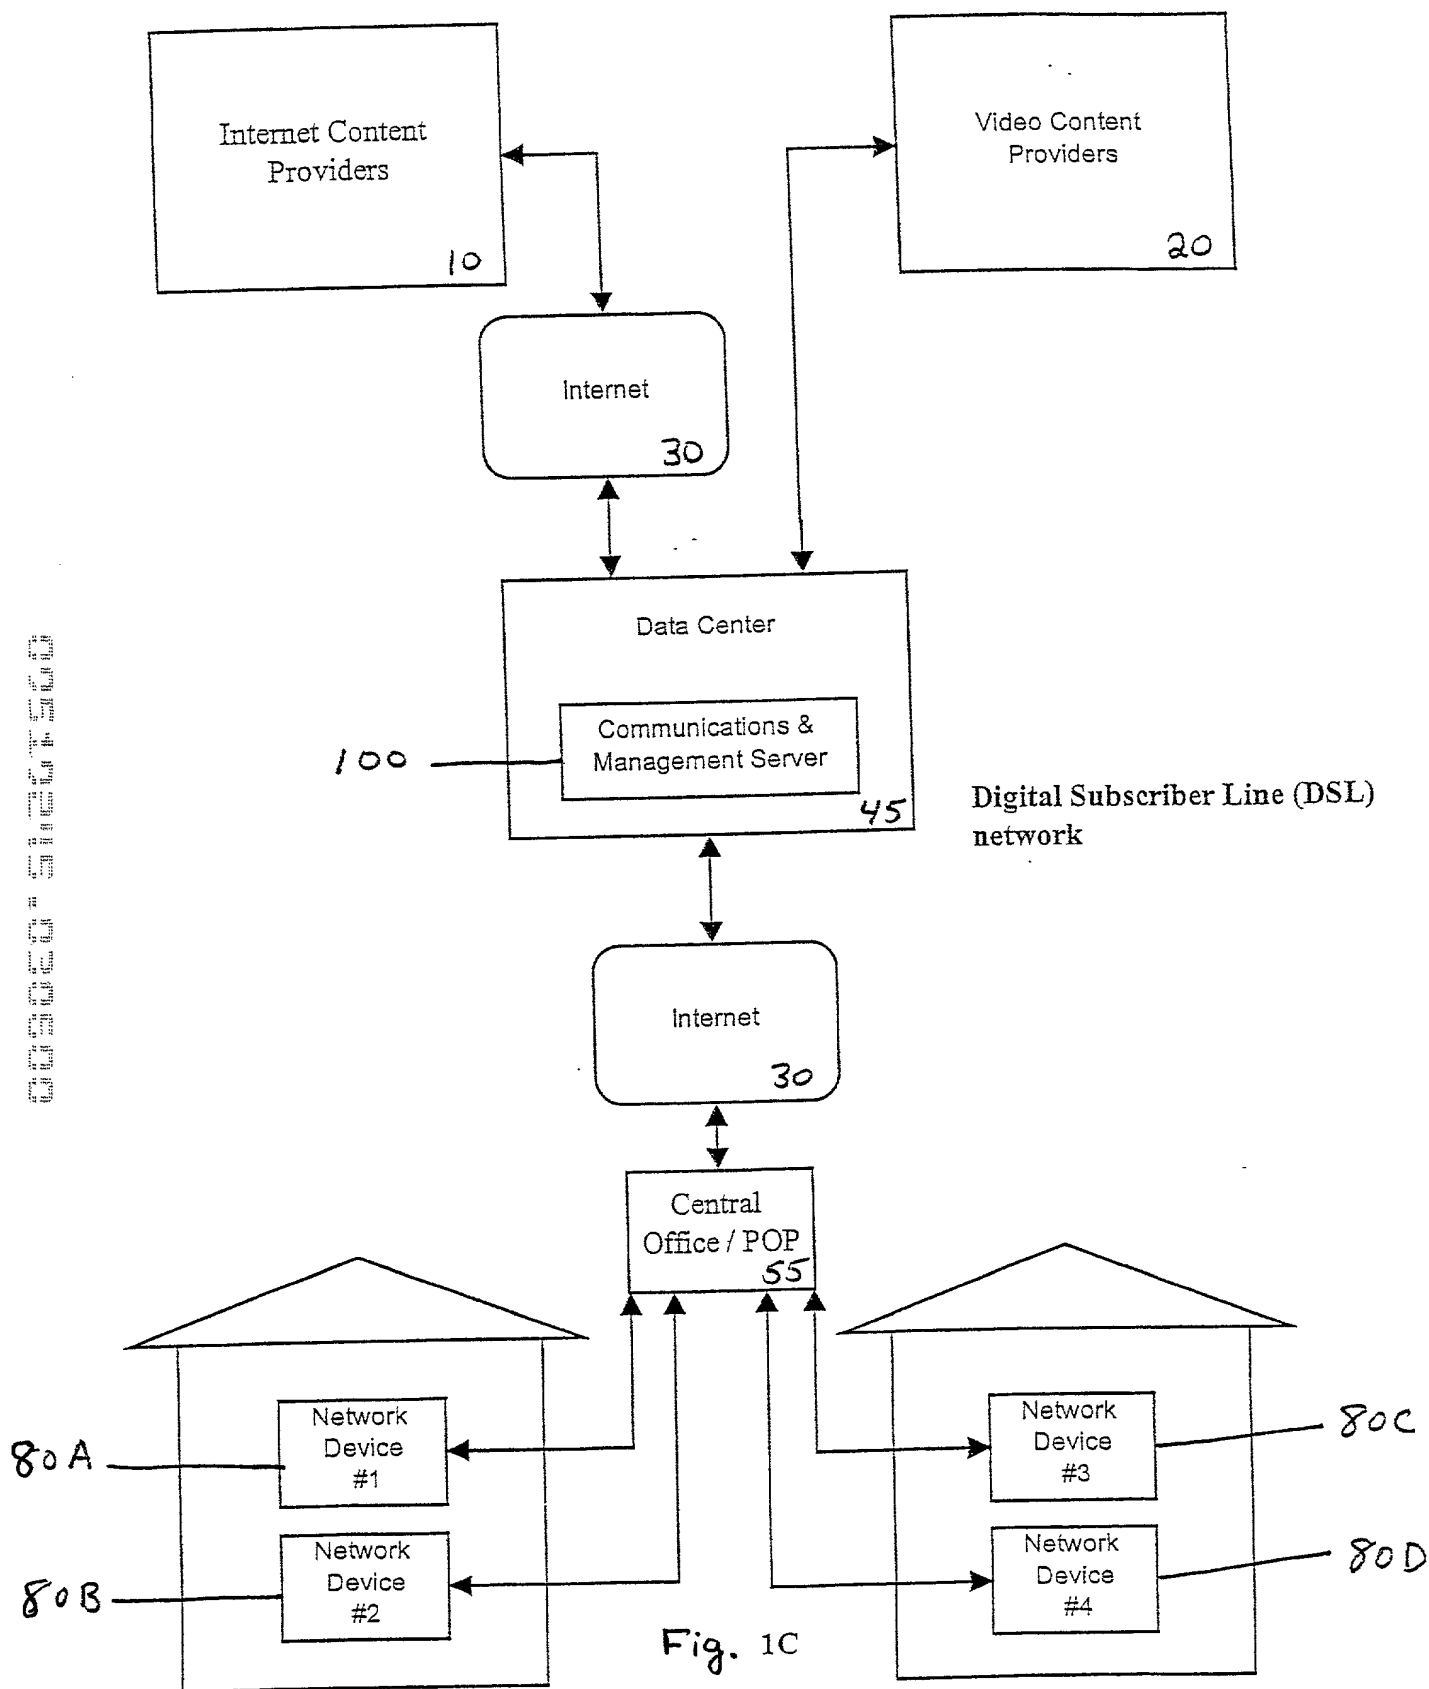 Internet Content
Providers
10
Video Content
Providers
20
Internet
30
Data Center
Communications &
Management Server
100
45
Digital Subscriber Line (DSL)
network
Internet
30
Central
Office / POP
55
Network
Device
#1
80A
Network
Device
#2
80B
Network
Device
#3
80C
Network
Device
#4
80D
Fig. 1C